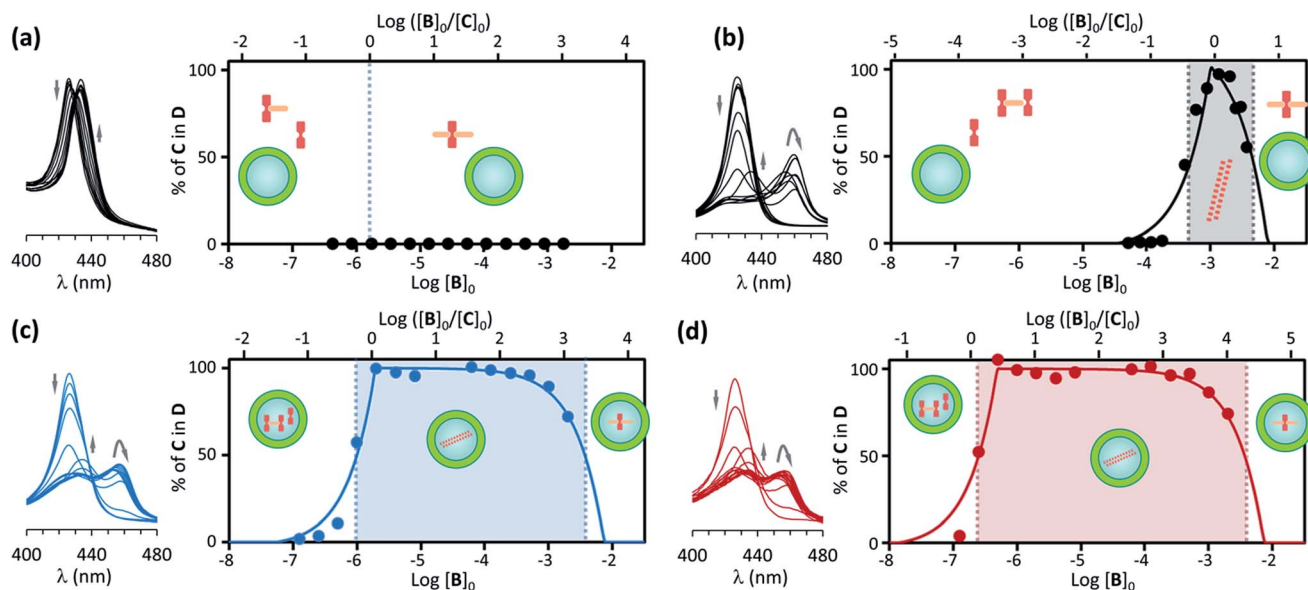 (a)
Log ([B]0/[C]0)
-2 -1 0 1 2 3 4
% of C in D
100
50
0
-8 -7 -6 -5 -4 -3 -2
Log [B]0
400 440 480
λ (nm)
(b)
Log ([B]0/[C]0)
-5 -4 -3 -2 -1 0 1
% of C in D
100
50
0
-8 -7 -6 -5 -4 -3 -2
Log [B]0
400 440 480
λ (nm)
(c)
Log ([B]0/[C]0)
-2 -1 0 1 2 3 4
% of C in D
100
50
0
-8 -7 -6 -5 -4 -3 -2
Log [B]0
400 440 480
λ (nm)
(d)
Log ([B]0/[C]0)
-1 0 1 2 3 4 5
% of C in D
100
50
0
-8 -7 -6 -5 -4 -3 -2
Log [B]0
400 440 480
λ (nm)